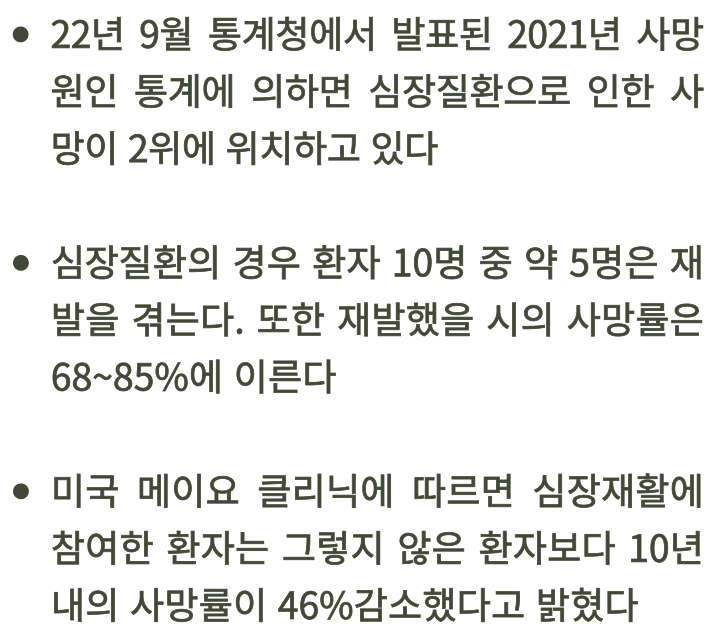 • 22년 9월 통계청에서 발표된 2021년 사망
원인 통계에 의하면 심장질환으로 인한 사
망이 2위에 위치하고 있다
• 심장질환의 경우 환자 10명 중 약 5명은 재
발을 겪는다. 또한 재발했을 시의 사망률은
68~85%에 이른다
• 미국 메이요 클리닉에 따르면 심장재활에
참여한 환자는 그렇지 않은 환자보다 10년
내의 사망률이 46%감소했다고 밝혔다